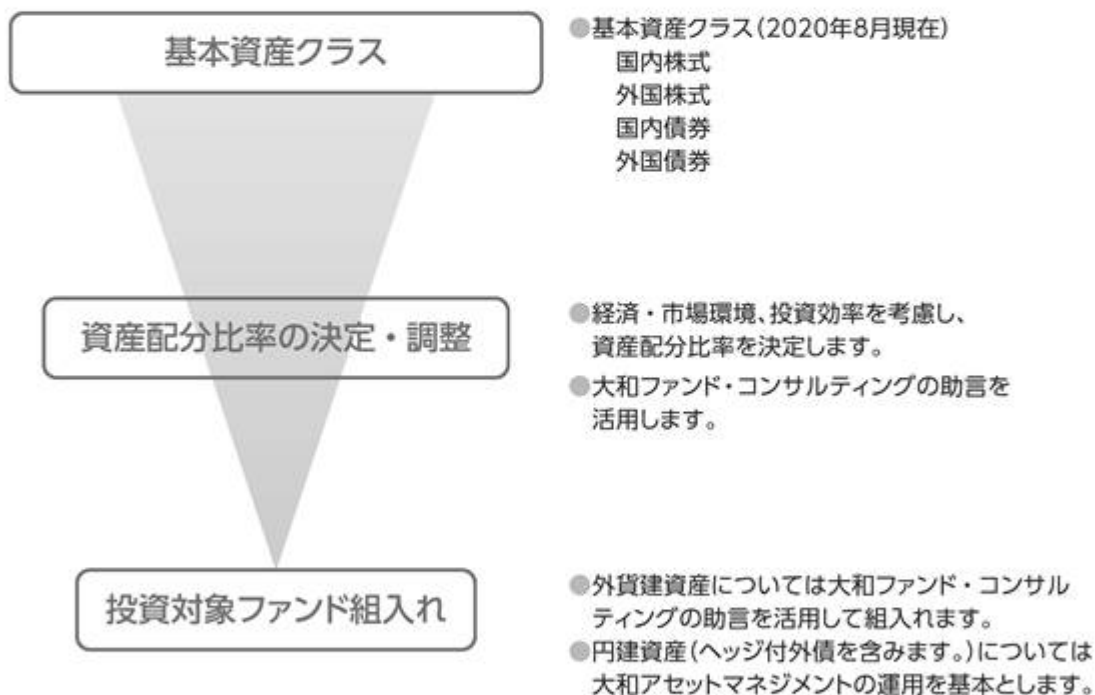 基本資産クラス
●基本資産クラス(2020年8月現在)
国内株式
外国株式
国内債券
外国債券
資産配分比率の決定・調整
●経済・市場環境、投資効率を考慮し、
資産配分比率を決定します。
●大和ファンド・コンサルティングの助言を
活用します。
投資対象ファンド組入れ
●外貨建資産については大和ファンド・コンサル
ティングの助言を活用して組入れます。
●円建資産(ヘッジ付外債を含みます。)については
大和アセットマネジメントの運用を基本とします。